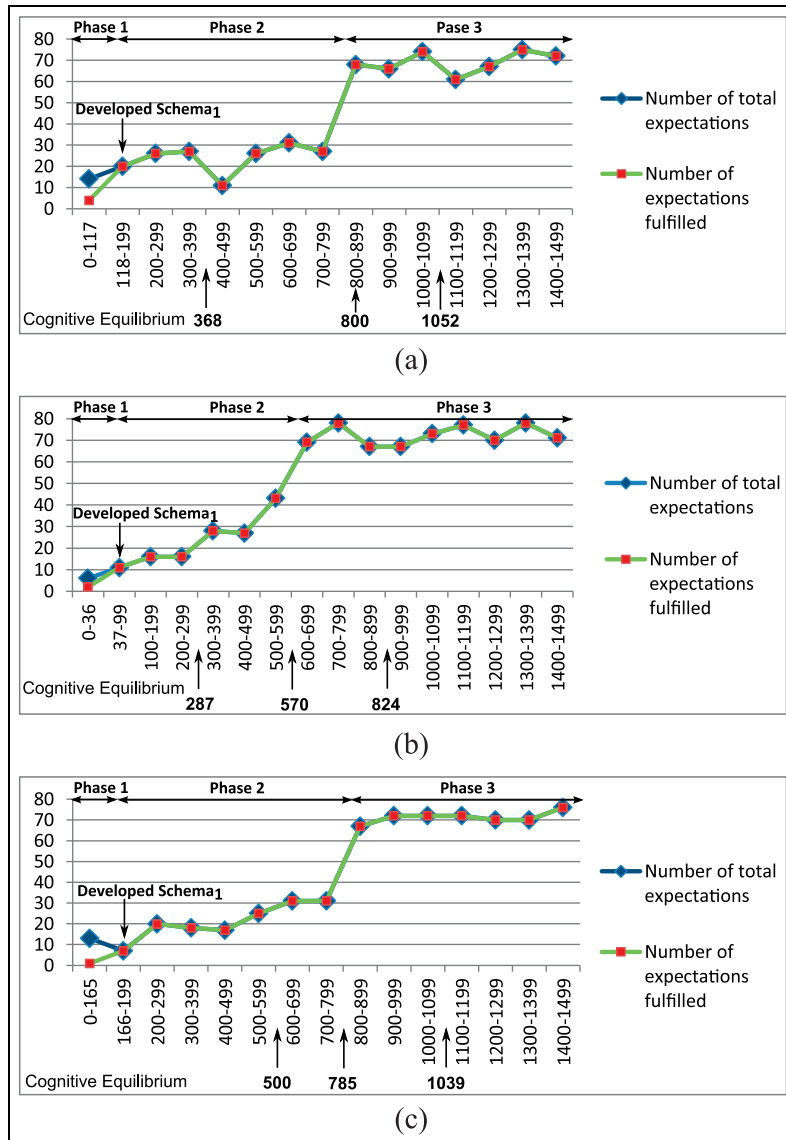 Phase 1 Phase 2 Pase 3
80
70
60
50
40
30
20
10
0
Developed Schema1
Number of total
expectations
Number of
expectations
fulfilled
0-117 118-199 200-299 300-399 400-499 500-599 600-699 700-799 800-899 900-999 1000-1099 1100-1199 1200-1299 1300-1399 1400-1499
Cognitive Equilibrium 368 800 1052
(a)
Phase 1 Phase 2 Phase 3
80
70
60
50
40
30
20
10
0
Developed Schema1
Number of total
expectations
Number of
expectations
fulfilled
0-36 37-99 100-199 200-299 300-399 400-499 500-599 600-699 700-799 800-899 900-999 1000-1099 1100-1199 1200-1299 1300-1399 1400-1499
Cognitive Equilibrium 287 570 824
(b)
Phase 1 Phase 2 Phase 3
80
70
60
50
40
30
20
10
0
Developed Schema1
Number of total
expectations
Number of
expectations
fulfilled
0-165 166-199 200-299 300-399 400-499 500-599 600-699 700-799 800-899 900-999 1000-1099 1100-1199 1200-1299 1300-1399 1400-1499
Cognitive Equilibrium 500 785 1039
(c)